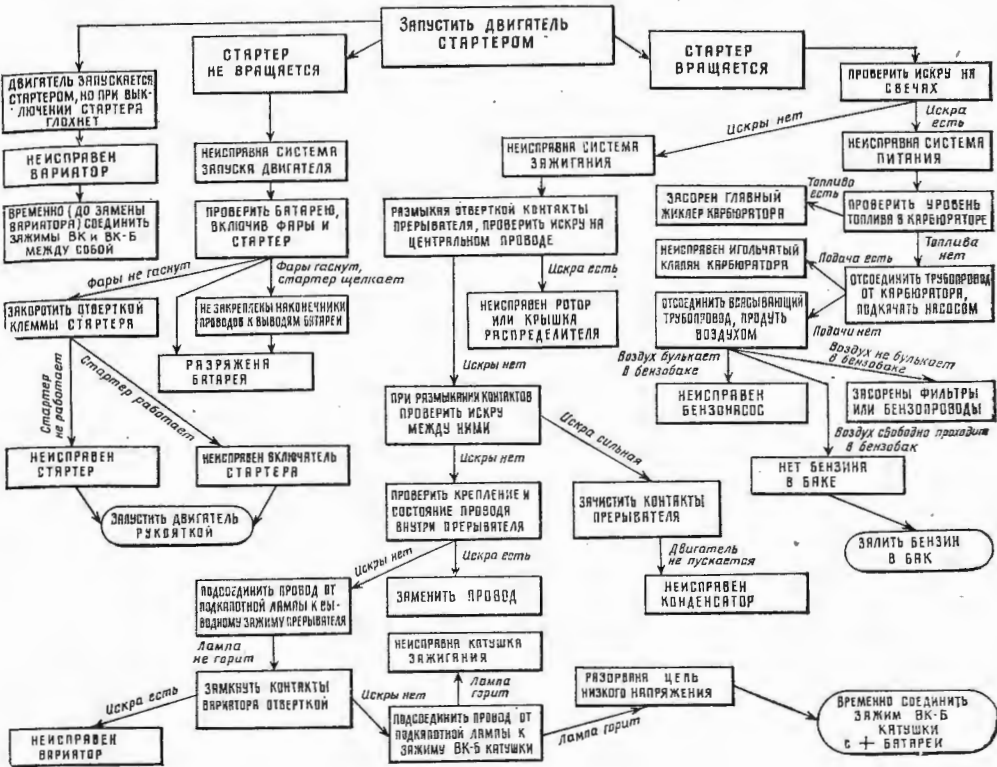 ЗАПУСТИТЬ ДВИГАТЕЛЬ
СТАРТЕРОМ
СТАРТЕР
НЕ ВРАЩАЕТСЯ
СТАРТЕР
ВРАЩАЕТСЯ
ДВИГАТЕЛЬ ЗАПУСКАЕТСЯ
СТАРТЕРОМ, НО ПРИ ВЫК-
ЛЮЧЕНИИ СТАРТЕРА
ГЛОХНЕТ
ПРОВЕРИТЬ ИСКРУ НА
СВЕЧАХ
Искры нет
Искра
есть
НЕИСПРАВЕН
ВАРИАТОР
НЕИСПРАВНА СИСТЕМА
ЗАПУСКА ДВИГАТЕЛЯ
НЕИСПРАВНА СИСТЕМА
ЗАЖИГАНИЯ
НЕИСПРАВНА СИСТЕМА
ПИТАНИЯ
ВРЕМЕННО (ДО ЗАМЕНЫ
ВАРИАТОРА) СОЕДИНИТЬ
ЗАЖИМЫ ВК и ВК-Б
МЕЖДУ СОБОЙ
ПРОВЕРИТЬ БАТАРЕЮ,
ВКЛЮЧИВ ФАРЫ И
СТАРТЕР
РАЗМЫКАЯ ОТВЕРТКОЙ КОНТАКТЫ
ПРЕРЫВАТЕЛЯ, ПРОВЕРИТЬ ИСКРУ НА
ЦЕНТРАЛЬНОМ ПРОВОДЕ
ЗАСОРЕН ГЛАВНЫЙ
ЖИКЛЕР КАРБЮРАТОРА
Топливо
есть
ПРОВЕРИТЬ УРОВЕНЬ
ТОПЛИВА В КАРБЮРАТОРЕ
Топлива
нет
Фары не гаснут
Фары гаснут,
стартер щелкает
Искра есть
НЕИСПРАВЕН ИГОЛЬЧАТЫЙ
КЛАПАН КАРБЮРАТОРА
Подача есть
ЗАКОРОТИТЬ ОТВЕРТКОЙ
КЛЕММЫ СТАРТЕРА
НЕ ЗАКРЕПЛЕНЫ НАКОНЕЧНИКИ
ПРОВОДОВ К ВЫВОДАМ БАТАРЕИ
НЕИСПРАВЕН РОТОР
ИЛИ КРЫШКА
РАСПРЕДЕЛИТЕЛЯ
ОТСОЕДИНИТЬ ВСАСЫВАЮЩИЙ
ТРУБОПРОВОД, ПРОДУТЬ
ВОЗДУХОМ
ОТСОЕДИНИТЬ ТРУБОПРОВОД
ОТ КАРБЮРАТОРА,
ПОДКАЧАТЬ НАСОСОМ
Подачи нет
РАЗРЯЖЕНА
БАТАРЕЯ
Искры нет
Воздух булькает
в бензобаке
Воздух не булькает
в бензобаке
Стартер
не работает
Стартер работает
ПРИ РАЗМЫКАНИИ КОНТАКТОВ
ПРОВЕРИТЬ ИСКРУ
МЕЖДУ НИМИ
НЕИСПРАВЕН
БЕНЗОНАСОС
ЗАСОРЕНЫ ФИЛЬТРЫ
ИЛИ БЕНЗОПРОВОДЫ
Искра сильная
Воздух свободно проходит
в бензобак
НЕИСПРАВЕН
СТАРТЕР
НЕИСПРАВЕН ВКЛЮЧАТЕЛЬ
СТАРТЕРА
Искры нет
НЕТ БЕНЗИНА
В БАКЕ
ЗАПУСТИТЬ ДВИГАТЕЛЬ
РУКОЯТКОЙ
ПРОВЕРИТЬ КРЕПЛЕНИЕ И
СОСТОЯНИЕ ПРОВОДА
ВНУТРИ ПРЕРЫВАТЕЛЯ
ЗАЧИСТИТЬ КОНТАКТЫ
ПРЕРЫВАТЕЛЯ
ЗАЛИТЬ БЕНЗИН
В БАК
Искры нет
Искра есть
Двигатель
не пускается
ПОДСОЕДИНИТЬ ПРОВОД ОТ
ПОДКАПОТНОЙ ЛАМПЫ К ВЫ-
ВОДНОМУ ЗАЖИМУ ПРЕРЫВАТЕЛЯ
ЗАМЕНИТЬ ПРОВОД
НЕИСПРАВЕН
КОНДЕНСАТОР
Лампа
не горит
НЕИСПРАВНА КАТУШКА
ЗАЖИГАНИЯ
Искра есть
ЗАМКНУТЬ КОНТАКТЫ
ВАРИАТОРА ОТВЕРТКОЙ
Искры нет
Лампа
горит
РАЗОРВАНА ЦЕПЬ
НИЗКОГО НАПРЯЖЕНИЯ
НЕИСПРАВЕН
ВАРИАТОР
ПОДСОЕДИНИТЬ ПРОВОД ОТ
ПОДКАПОТНОЙ ЛАМПЫ К
ЗАЖИМУ ВК-Б КАТУШКИ
Лампа горит
ВРЕМЕННО СОЕДИНИТЬ
ЗАЖИМ ВК-Б
КАТУШКИ
с + БАТАРЕИ